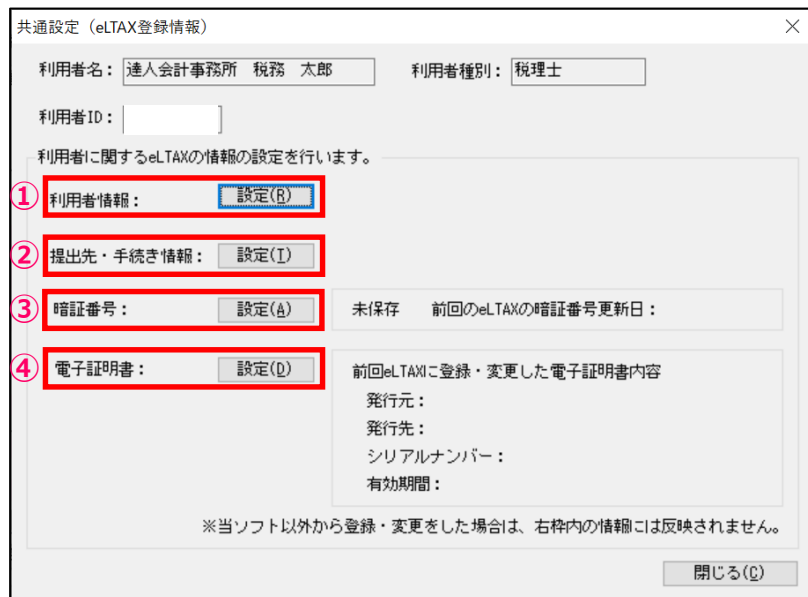 共通設定（eLTAX登録情報）
利用者名： 達人会計事務所　税務　太郎　利用者種別： 税理士
利用者ID：
利用者に関するeLTAXの情報の設定を行います。
① 利用者情報： 設定(R)
② 提出先・手続き情報： 設定(T)
③ 暗証番号： 設定(A) 未保存　前回のeLTAXの暗証番号更新日：
④ 電子証明書： 設定(D) 前回eLTAXに登録・変更した電子証明書内容
発行元：
発行先：
シリアルナンバー：
有効期間：
※当ソフト以外から登録・変更をした場合は、右枠内の情報には反映されません。
閉じる(C)